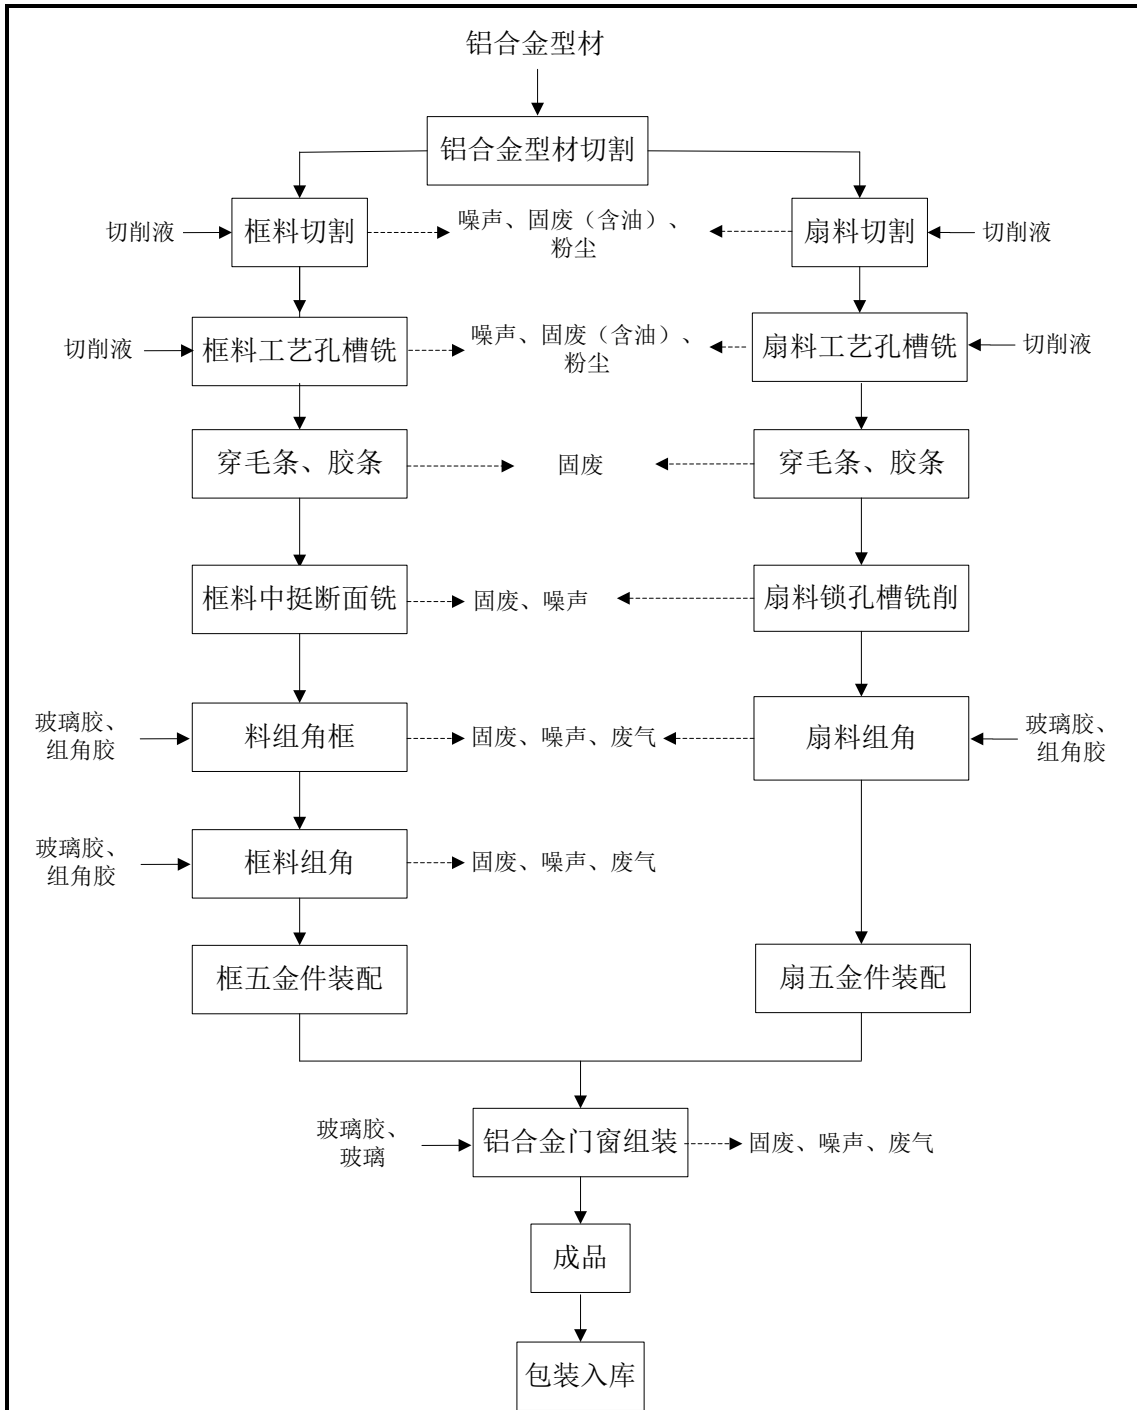 铝合金型材
铝合金型材切割
切削液
框料切割
噪声、固废（含油）、
粉尘
扇料切割
切削液
切削液
框料工艺孔槽铣
噪声、固废（含油）、
粉尘
扇料工艺孔槽铣
切削液
穿毛条、胶条
固废
穿毛条、胶条
框料中挺断面铣
固废、噪声
扇料锁孔槽铣削
玻璃胶、
组角胶
料组角框
固废、噪声、废气
扇料组角
玻璃胶、
组角胶
玻璃胶、
组角胶
框料组角
固废、噪声、废气
框五金件装配
扇五金件装配
玻璃胶、
玻璃
铝合金门窗组装
固废、噪声、废气
成品
包装入库